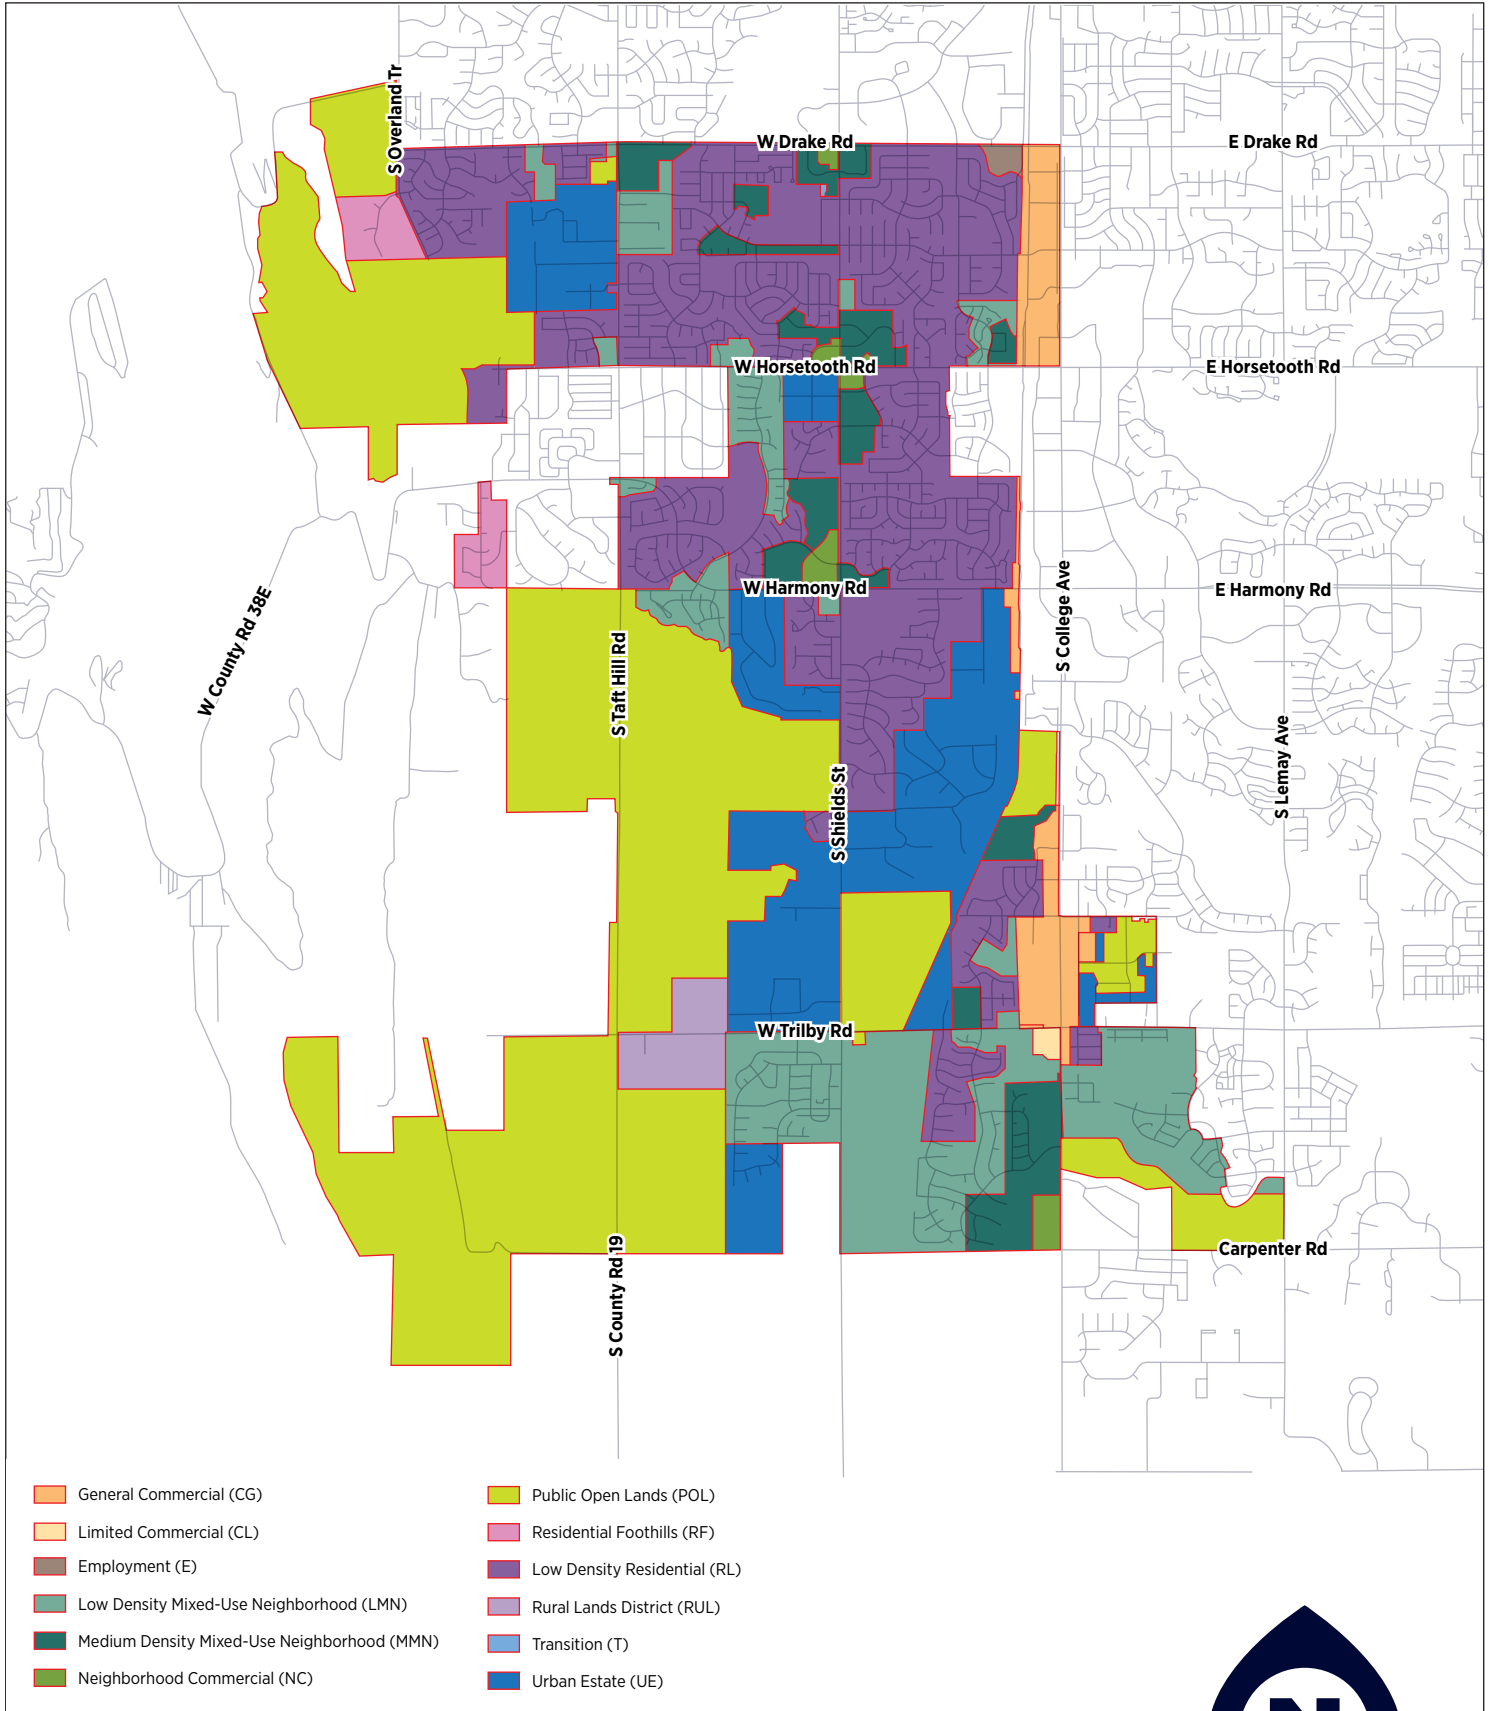 S Overland Tr
W Drake Rd
E Drake Rd
W Horsetooth Rd
E Horsetooth Rd
W County Rd 38E
S Taft Hill Rd
W Harmony Rd
E Harmony Rd
S College Ave
S Shields St
S Lemay Ave
W Trilby Rd
S County Rd 19
Carpenter Rd
General Commercial (CG)
Limited Commercial (CL)
Employment (E)
Low Density Mixed-Use Neighborhood (LMN)
Medium Density Mixed-Use Neighborhood (MMN)
Neighborhood Commercial (NC)
Public Open Lands (POL)
Residential Foothills (RF)
Low Density Residential (RL)
Rural Lands District (RUL)
Transition (T)
Urban Estate (UE)
N